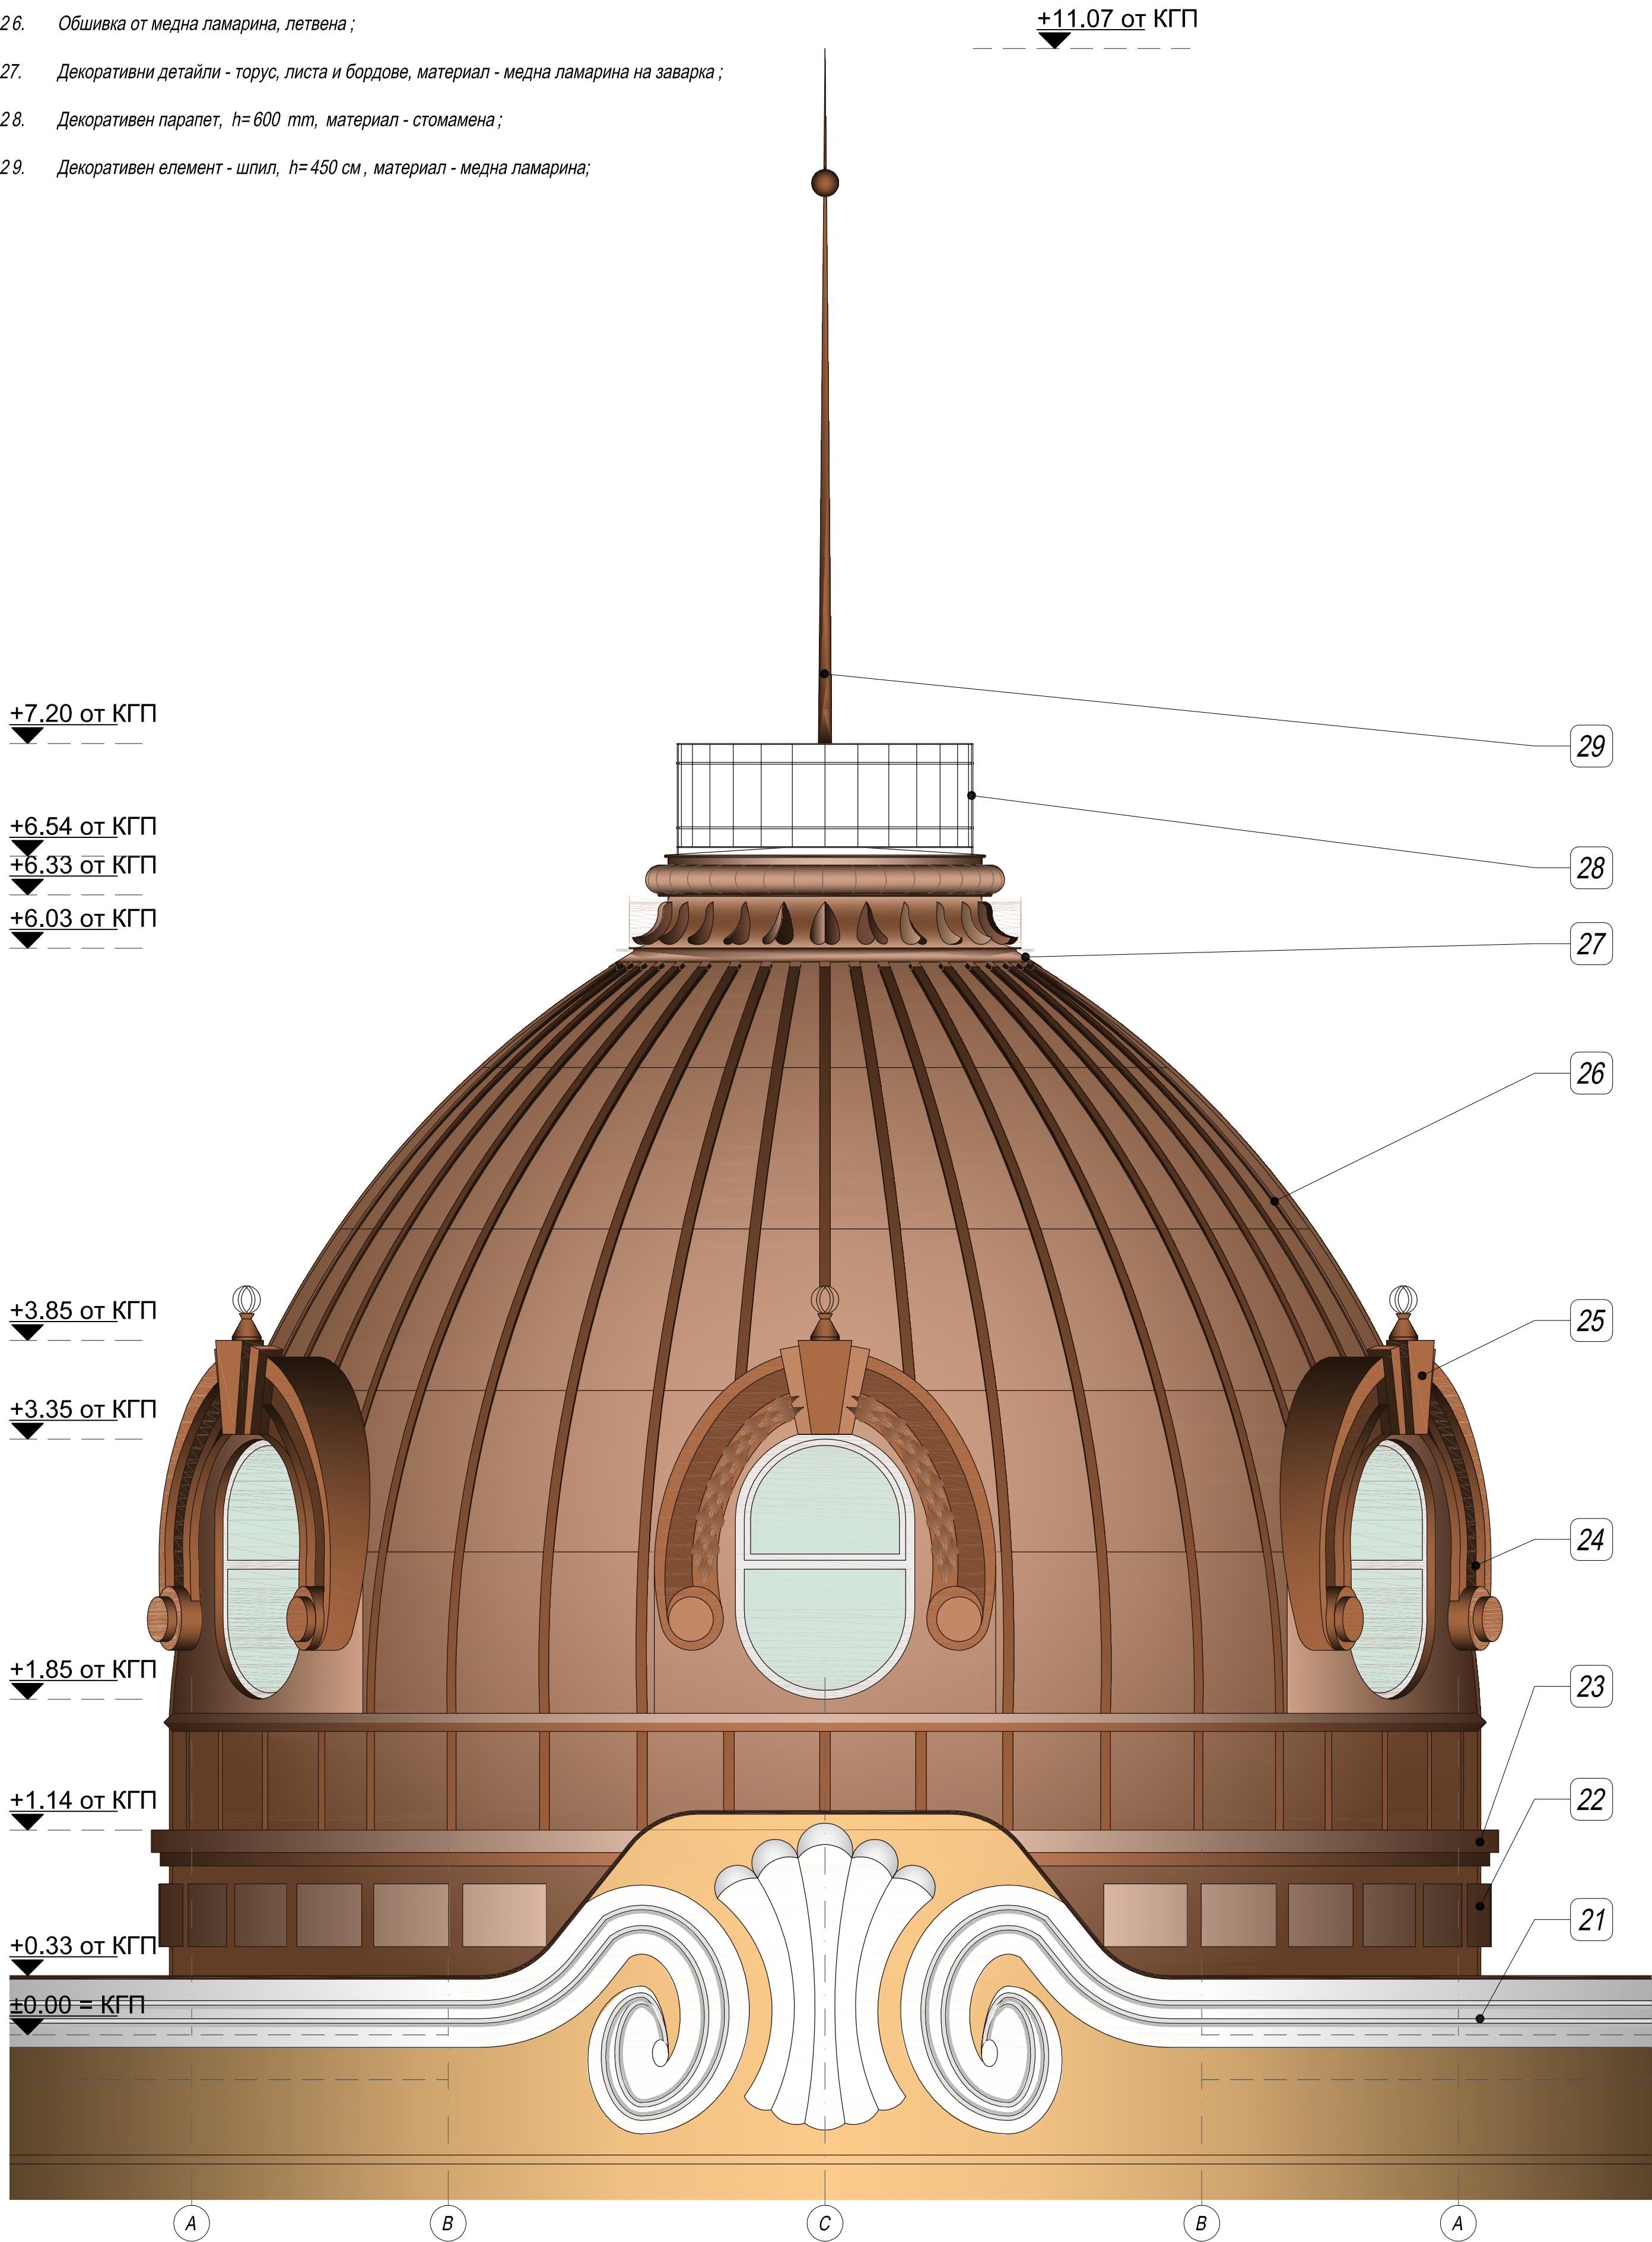 26. Обшивка от медна ламарина, летвена ;
+11.07 от КГП
27. Декоративни детайли - торус, листа и бордове, материал - медна ламарина на заварка ;
28. Декоративен парапет, h= 600 mm, материал - стомамена ;
29. Декоративен елемент - шпил, h= 450 см , материал - медна ламарина;
+7.20 от КГП
29
+6.54 от КГП
+6.33 от КГП
28
+6.03 от КГП
27
26
+3.85 от КГП
25
+3.35 от КГП
24
+1.85 от КГП
23
+1.14 от КГП
22
+0.33 от КГП
21
±0.00 = КГП
A B C B A